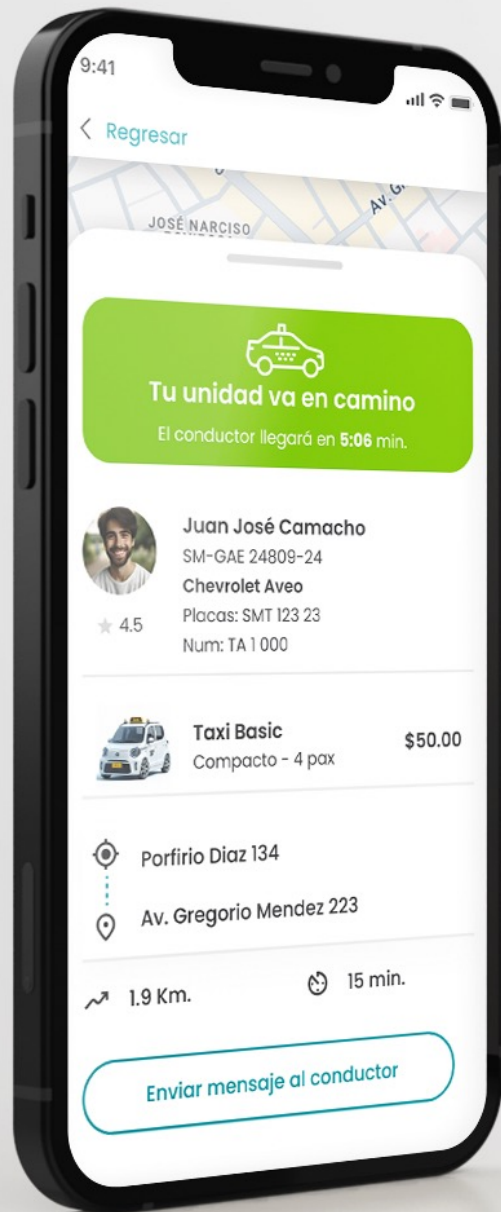 9:41
Regresar
Av. G
JOSÉ NARCISO
Tu unidad va en camino
El conductor llegará en 5:06 min.
Juan José Camacho
SM-GAE 24809-24
Chevrolet Aveo
4.5
Placas: SMT 123 23
Num: TA 1 000
Taxi Basic
$50.00
Compacto - 4 pax
Porfirio Diaz 134
Av. Gregorio Mendez 223
1.9 Km.
15 min.
Enviar mensaje al conductor